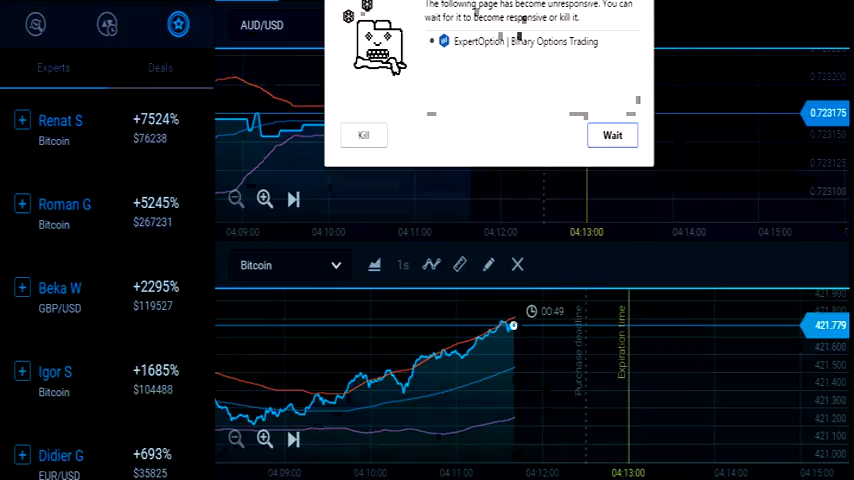 Experts
Deals
Renat S
+7524%
Bitcoin
$76238
Roman G
+5245%
Bitcoin
$267231
Beka W
+2295%
GBP/USD
$119527
Igor S
+1685%
Bitcoin
$104488
Didier G
+693%
EUR/USD
$35825
AUD/USD
The following page has become unresponsive. You can
wait for it to become responsive or kill it.
ExpertOption | Binary Options Trading
Kill
Wait
0.723200
0.723175
0.723150
0.723125
0.723100
04:09:00
04:10:00
04:11:00
04:12:00
04:13:00
04:14:00
04:15:00
Bitcoin
1s
00:49
Purchase deadline
Expiration time
421.900
421.779
421.600
421.500
421.400
421.300
421.200
421.100
421.000
04:09:00
04:10:00
04:11:00
04:12:00
04:13:00
04:14:00
04:15:00